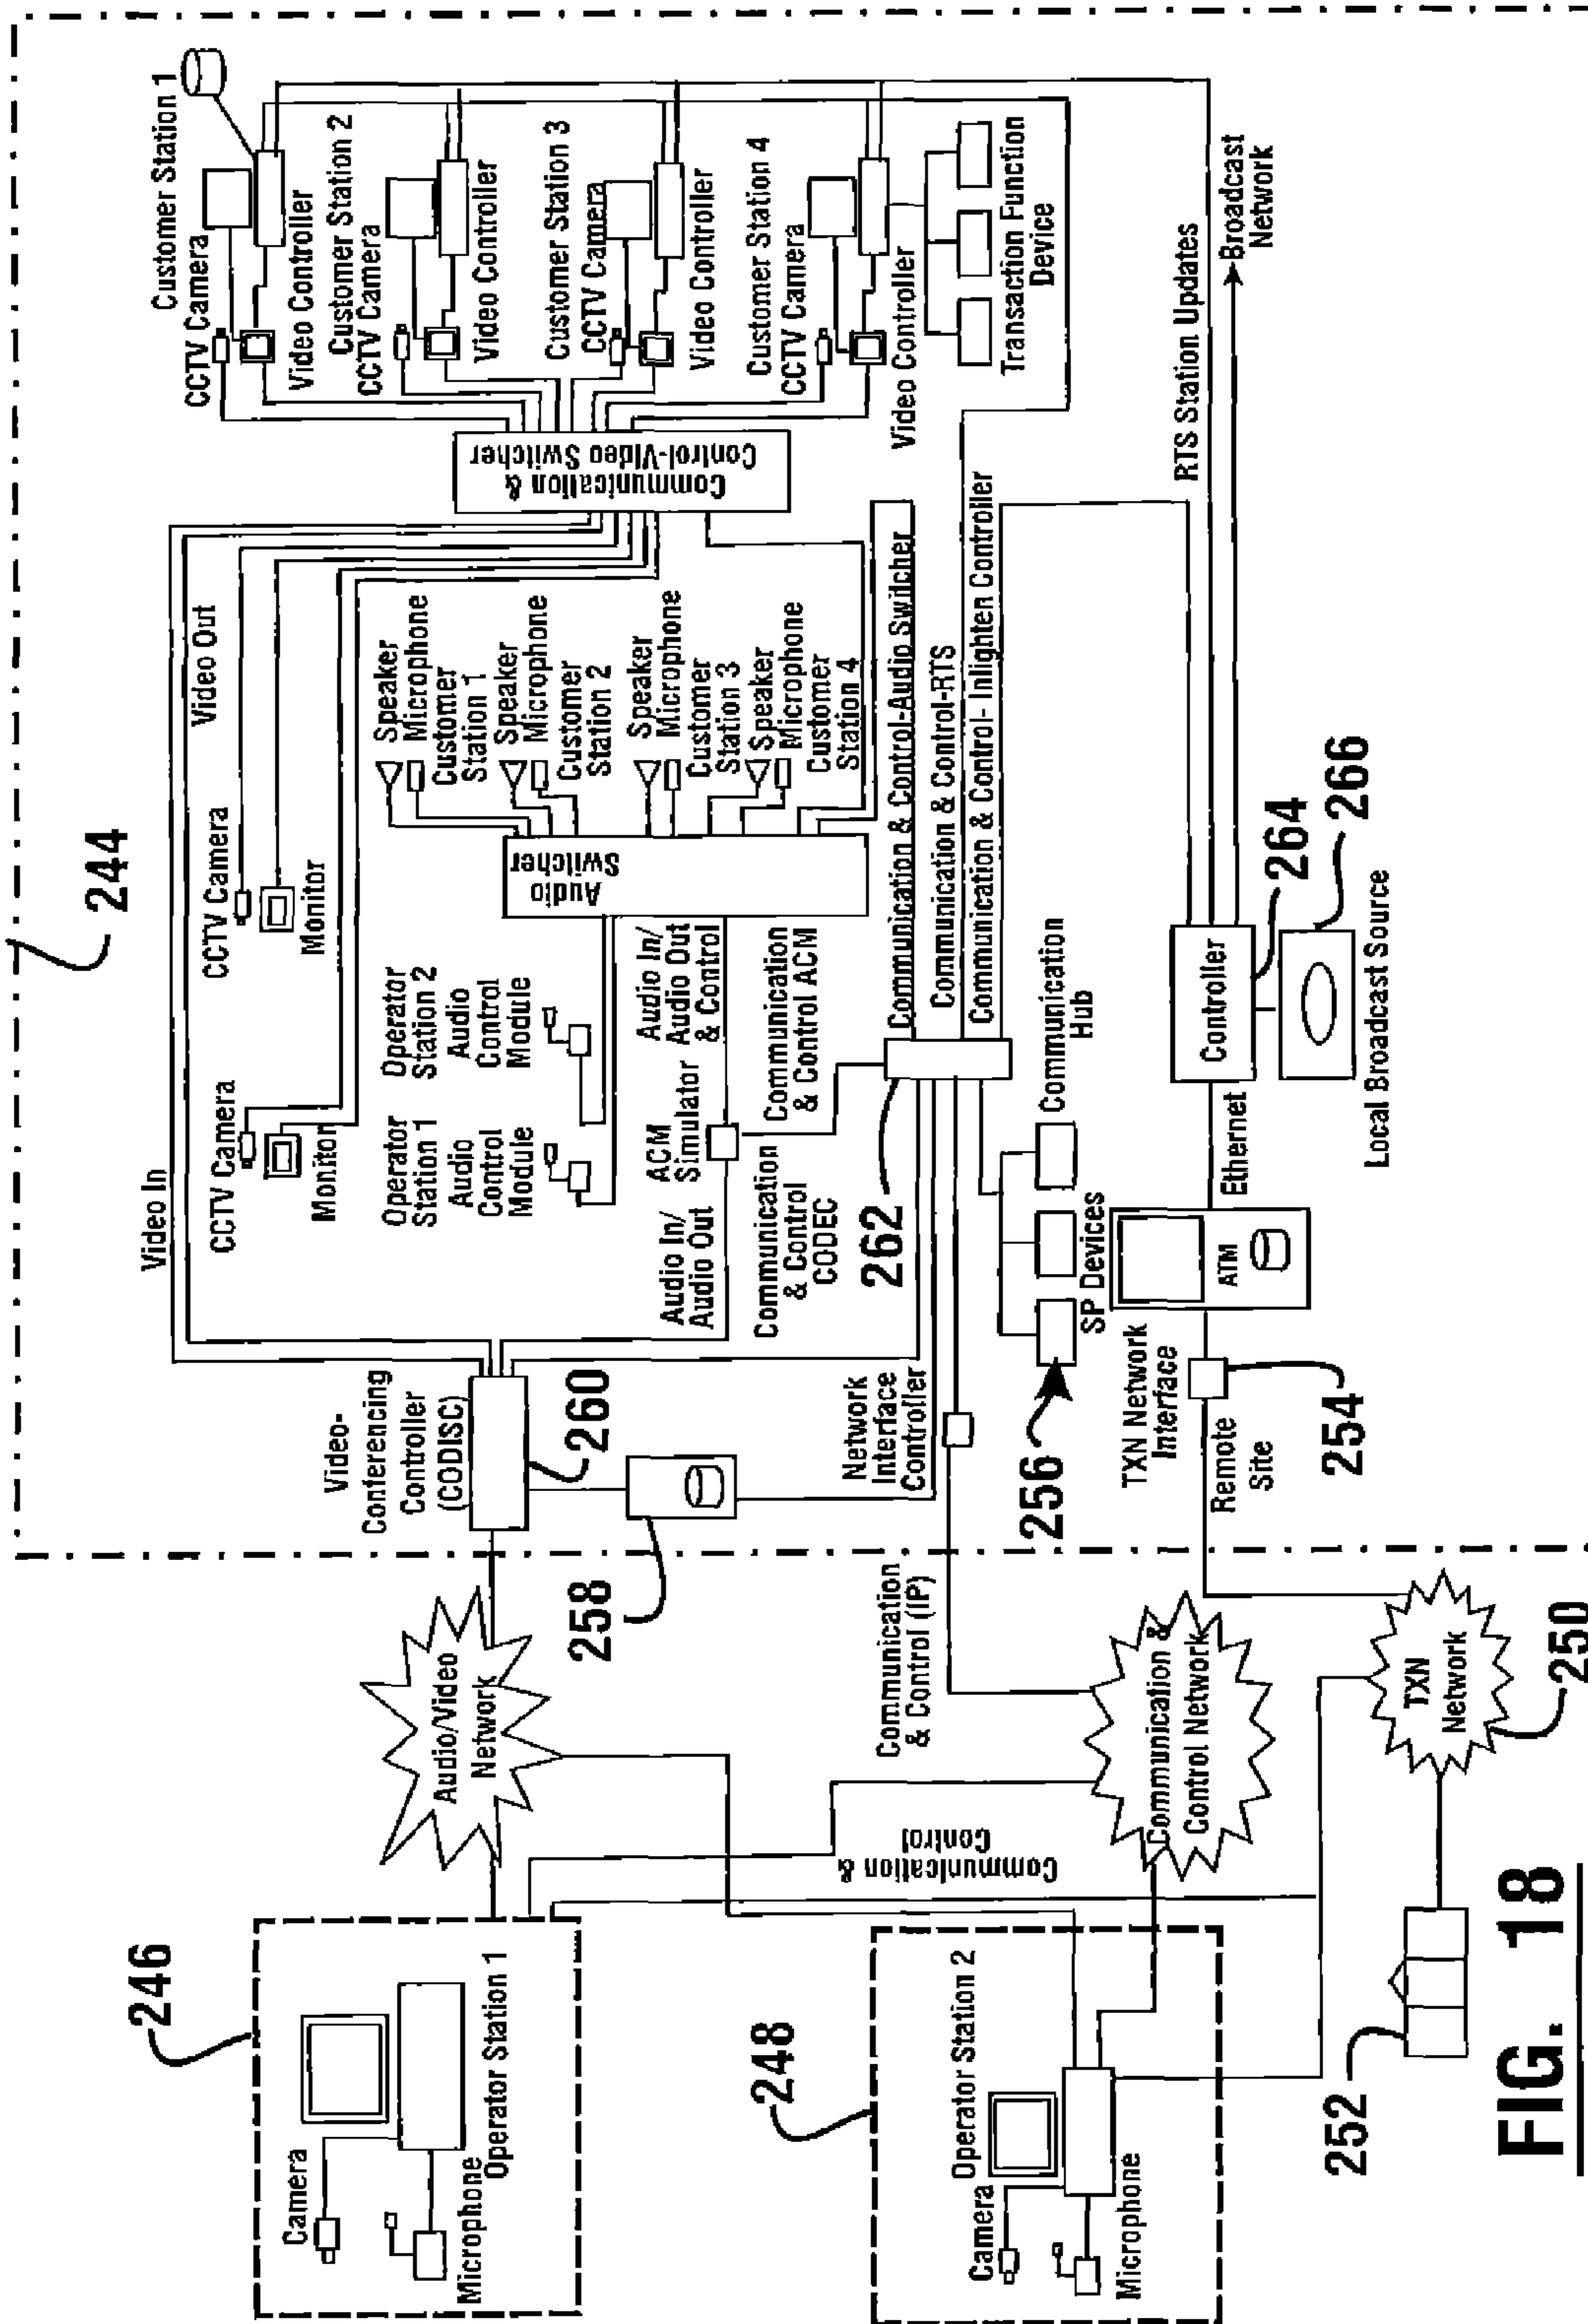 244
Video In
Video Out
Customer Station 1
CCTV Camera
Video Controller
Customer Station 2
CCTV Camera
Video Controller
Customer Station 3
CCTV Camera
Video Controller
Customer Station 4
CCTV Camera
Video Controller
Transaction Function
Device
Communication &
Control-Video Switcher
CCTV Camera
Monitor
CCTV Camera
Monitor
Speaker
Microphone
Customer
Station 1
Speaker
Microphone
Customer
Station 2
Speaker
Microphone
Customer
Station 3
Speaker
Microphone
Customer
Station 4
Audio
Switcher
Operator
Station 1
Audio
Control
Module
Operator
Station 2
Audio
Control
Module
Video-
Conferencing
Controller
(CODISC)
260
258
Audio In/
Audio Out
ACM
Simulator
Audio In/
Audio Out
& Control
Communication
& Control
CODEC
Communication
& Control ACM
262
Communication & Control-Audio Switcher
Communication & Control-RTS
Communication & Control- Inlighten Controller
Network
Interface
Controller
256
SP Devices
Communication
Hub
RTS Station Updates
Broadcast
Network
TXN Network
Interface
Remote
Site
254
ATM
Ethernet
Controller
264
266
Local Broadcast Source
246
Camera
Microphone
Operator Station 1
Audio/Video
Network
Communication
& Control (IP)
Communication &
Control
248
Camera
Microphone
Operator Station 2
Communication &
Control Network
TXN
Network
250
252
FIG. 18